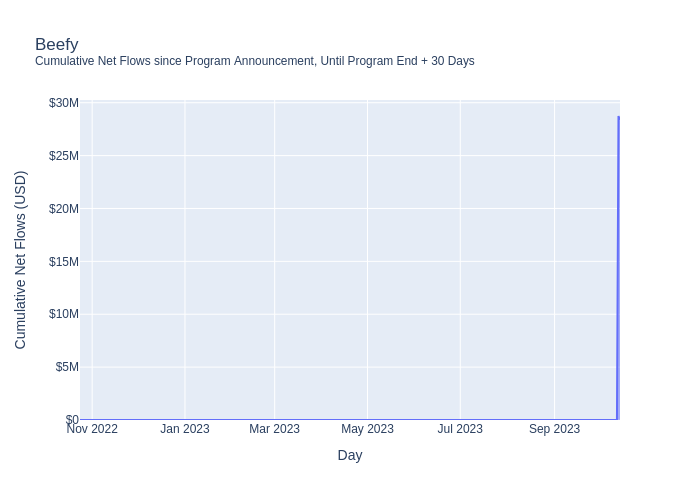 Beefy
Cumulative Net Flows since Program Announcement, Until Program End + 30 Days
Cumulative Net Flows (USD)
$30M
$25M
$20M
$15M
$10M
$5M
$0
Nov 2022 Jan 2023 Mar 2023 May 2023 Jul 2023 Sep 2023
Day